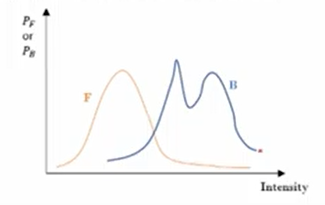 P_F
or
P_B
F
B
Intensity